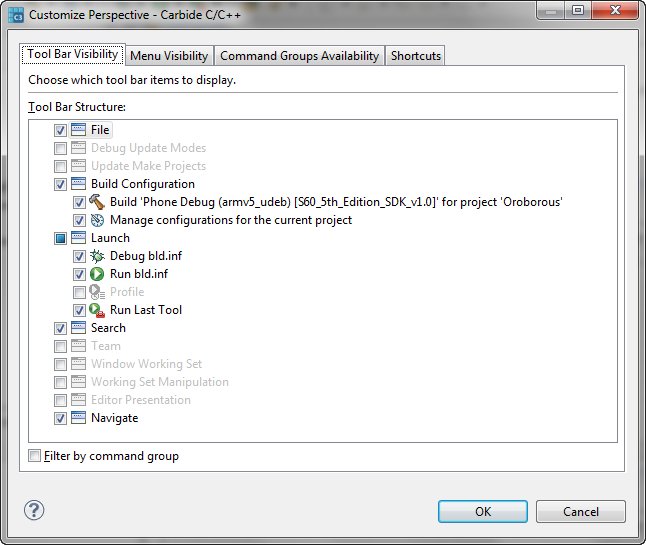 Customize Perspective - Carbide C/C++
Tool Bar Visibility
Menu Visibility
Command Groups Availability
Shortcuts
Choose which tool bar items to display.
Tool Bar Structure:
File
Debug Update Modes
Update Make Projects
Build Configuration
Build 'Phone Debug (armv5_udeb) [S60_5th_Edition_SDK_v1.0]' for project 'Oroborous'
Manage configurations for the current project
Launch
Debug bld.inf
Run bld.inf
Profile
Run Last Tool
Search
Team
Window Working Set
Working Set Manipulation
Editor Presentation
Navigate
Filter by command group
?
OK
Cancel